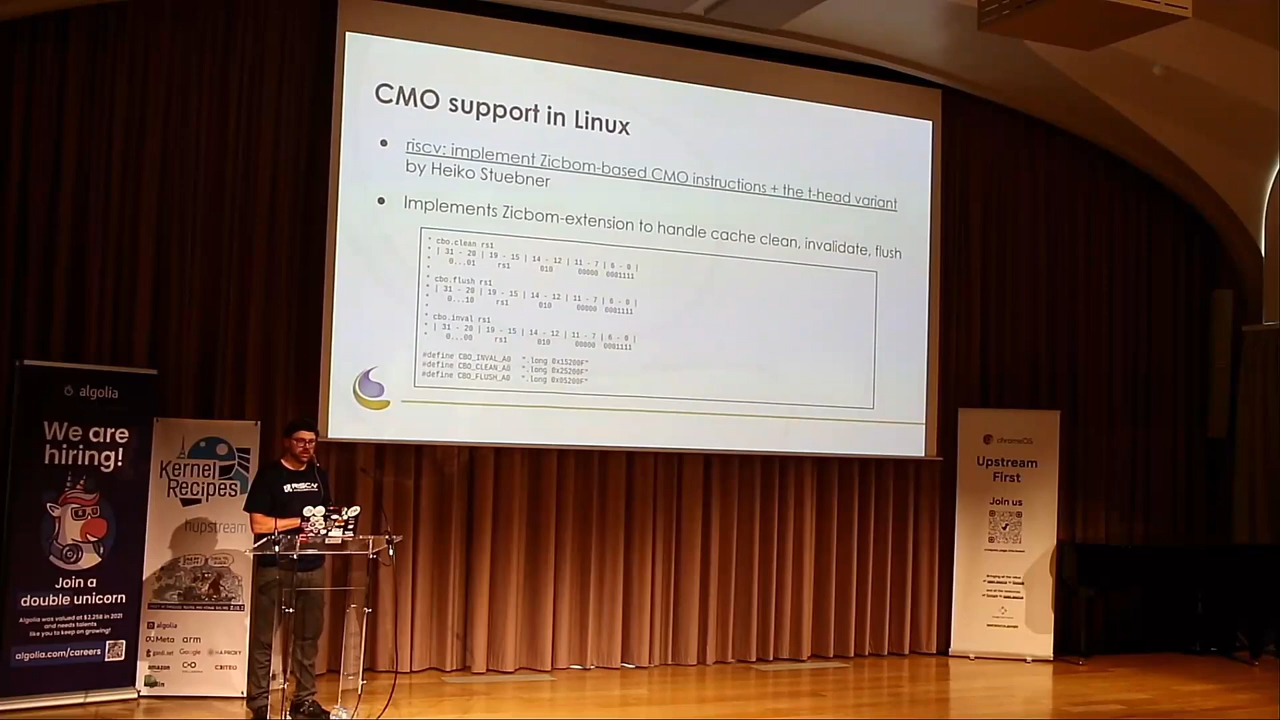 CMO support in Linux
• riscv: implement Zicbom-based CMO instructions + the t-head variant
by Heiko Stuebner
• Implements Zicbom-extension to handle cache clean, invalidate, flush
* cbo.clean rs1
* | 31 - 20 | 19 - 15 | 14 - 12 | 11 - 7 | 6 - 0 |
* 0...01 rs1 010 00000 0001111
*
* cbo.flush rs1
* | 31 - 20 | 19 - 15 | 14 - 12 | 11 - 7 | 6 - 0 |
* 0...10 rs1 010 00000 0001111
*
* cbo.inval rs1
* | 31 - 20 | 19 - 15 | 14 - 12 | 11 - 7 | 6 - 0 |
* 0...00 rs1 010 00000 0001111
#define CBO_INVAL_A0 ".long 0x15200F"
#define CBO_CLEAN_A0 ".long 0x25200F"
#define CBO_FLUSH_A0 ".long 0x05200F"
algolia
We are
hiring!
Join a
double unicorn
Algolia was valued at $2.25B in 2021
and needs talents
like you to keep on growing!
algolia.com/careers
Kernel
Recipes
hupstream
algolia
Meta arm
gandi.net Google HAPROXY
amazon CRITEO
RISC-V
chromeOS
Upstream
First
Join us